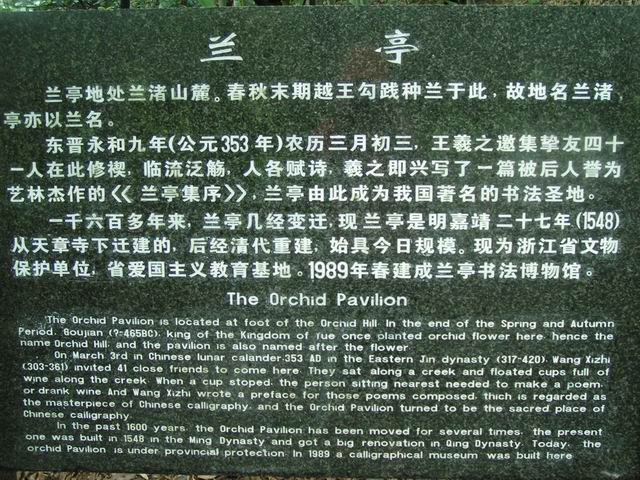 兰 亭
兰亭地处兰渚山麓。春秋末期越王勾践种兰于此，故地名兰渚，
亭亦以兰名。
东晋永和九年(公元353年)农历三月初三，王羲之邀集挚友四十
一人在此修禊，临流泛觞，人各赋诗，羲之即兴写了一篇被后人誉为
艺林杰作的《《兰亭集序》》，兰亭由此成为我国著名的书法圣地。
一千六百多年来，兰亭几经变迁，现兰亭是明嘉靖二十七年(1548)
从天章寺下迁建的，后经清代重建，始具今日规模。现为浙江省文物
保护单位，省爱国主义教育基地。1989年春建成兰亭书法博物馆。
The Orchid Pavilion
The Orchid Pavilion is located at foot of the Orchid Hill. In the end of the Spring and Autumn
Period, Goujian (?-465BC), king of the Kingdom of Yue once planted orchid flower here, hence the
name Orchid Hill; and the pavilion is also named after the flower.
On March 3rd in Chinese lunar calander,353 AD in the Eastern Jin dynasty (317-420), Wang Xizhi
(303-361) invited 41 close friends to come here. They sat along a creek and floated cups full of
wine along the creek. When a cup stoped, the person sitting nearest needed to make a poem,
or drank wine. And Wang Xizhi wrote a preface for those poems composed, thich is regarded as
the masterpiece of Chinese calligraphy, and the Orchid Pavilion turned to be the sacred place of
Chinese calligraphy.
In the past 1600 years, the Orchid Pavilion has been moved for several times, the present
one was built in 1548 in the Ming Dynasty and got a big renovation in Qing Dynasty. Today, the
orchid Pavilion is under provincial protection. In 1989 a calligraphical museum was built here